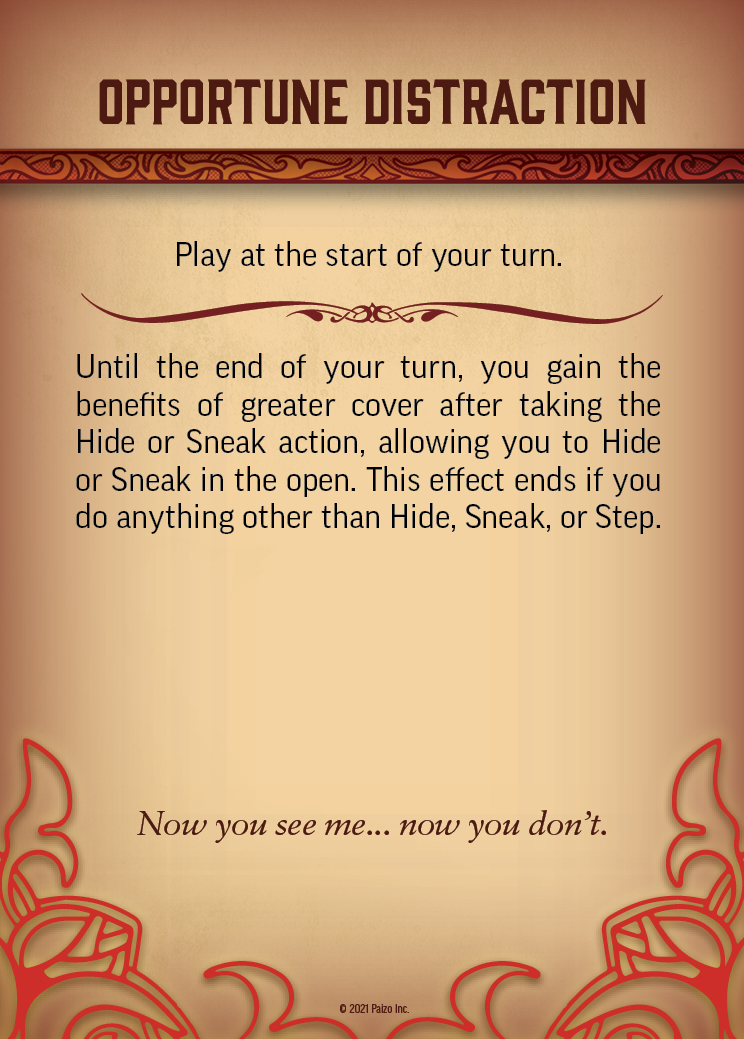 OPPORTUNE DISTRACTION
Play at the start of your turn.
Until the end of your turn, you gain the
benefits of greater cover after taking the
Hide or Sneak action, allowing you to Hide
or Sneak in the open. This effect ends if you
do anything other than Hide, Sneak, or Step.
Now you see me... now you don’t.
© 2021 Paizo Inc.